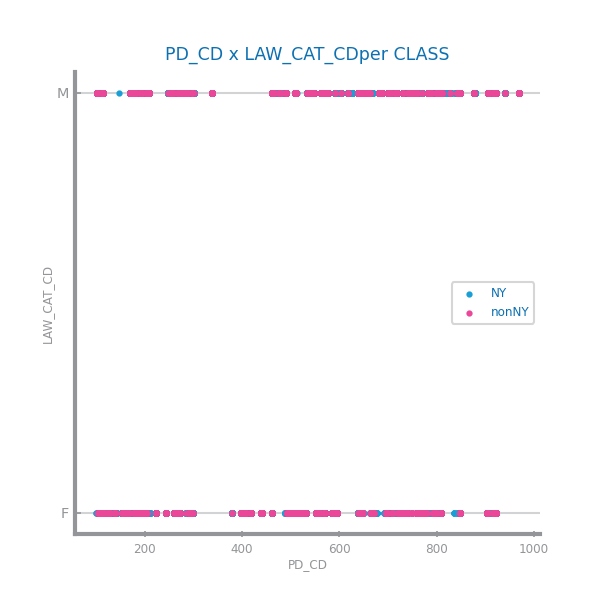 PD_CD x LAW_CAT_CDper CLASS
M
LAW_CAT_CD
NY
nonNY
F
200 400 600 800 1000
PD_CD